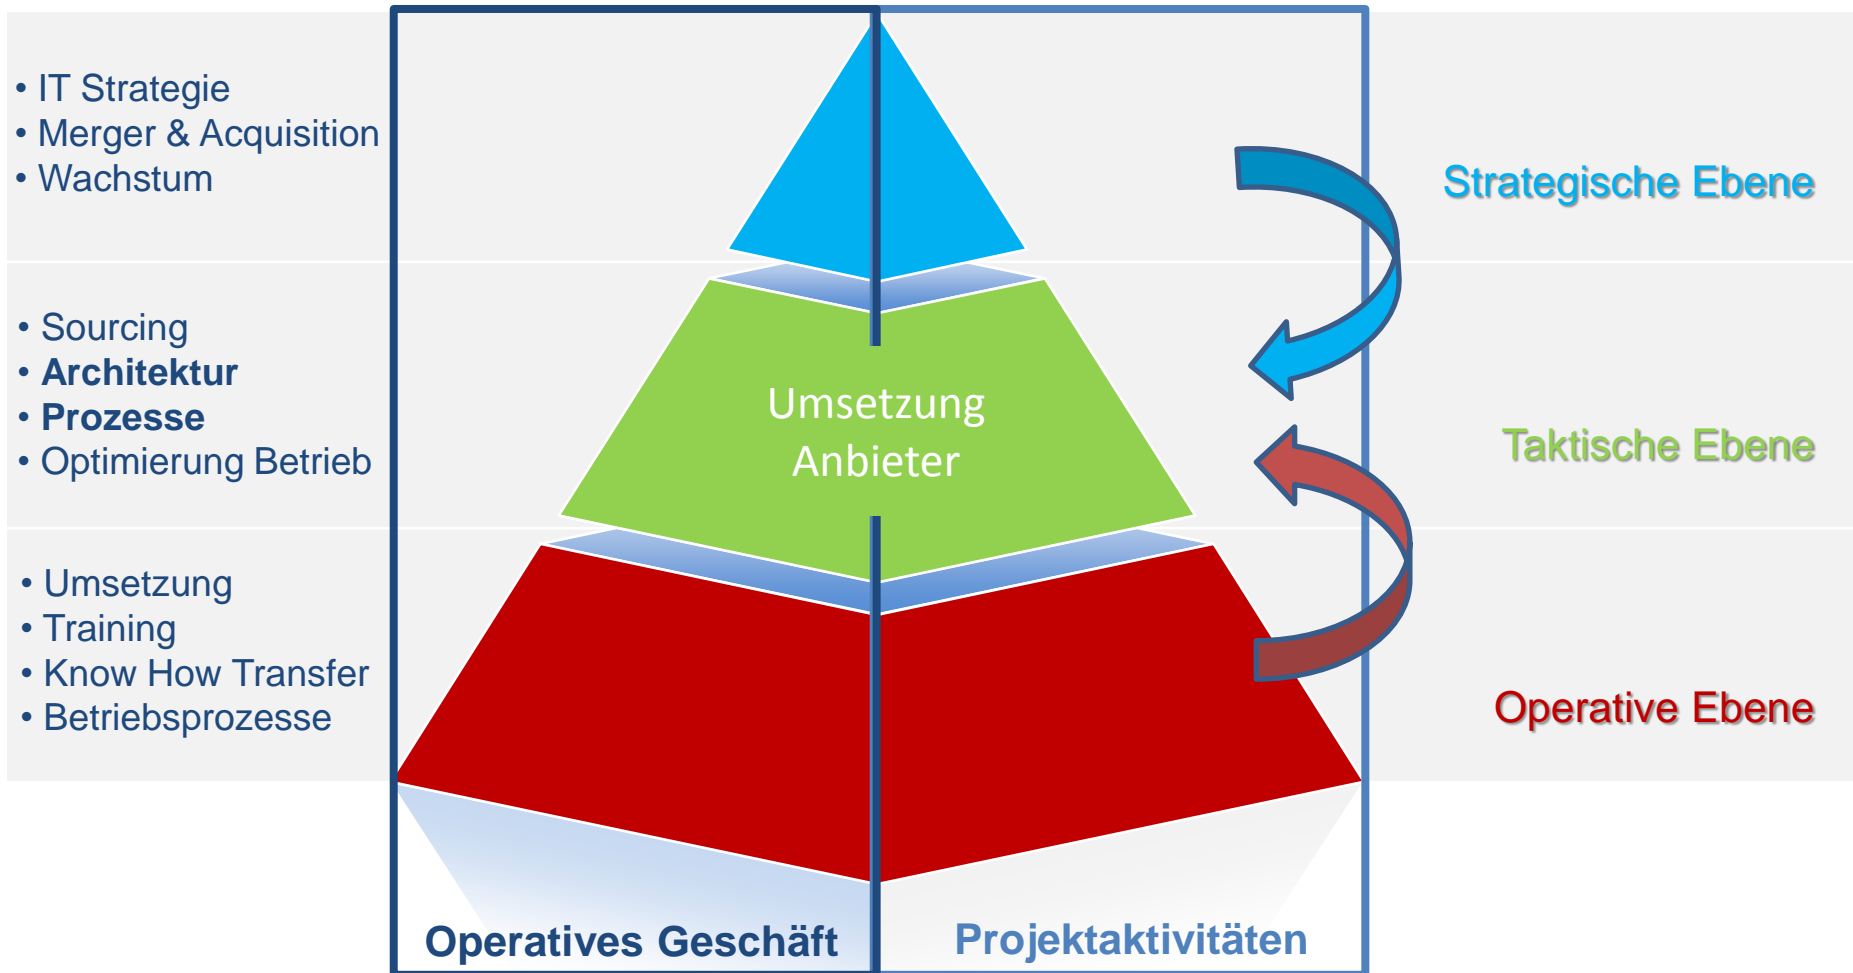 • IT Strategie
• Merger & Acquisition
• Wachstum
Strategische Ebene
• Sourcing
• Architektur
• Prozesse
• Optimierung Betrieb
Umsetzung
Anbieter
Taktische Ebene
• Umsetzung
• Training
• Know How Transfer
• Betriebsprozesse
Operative Ebene
Operatives Geschäft
Projektaktivitäten